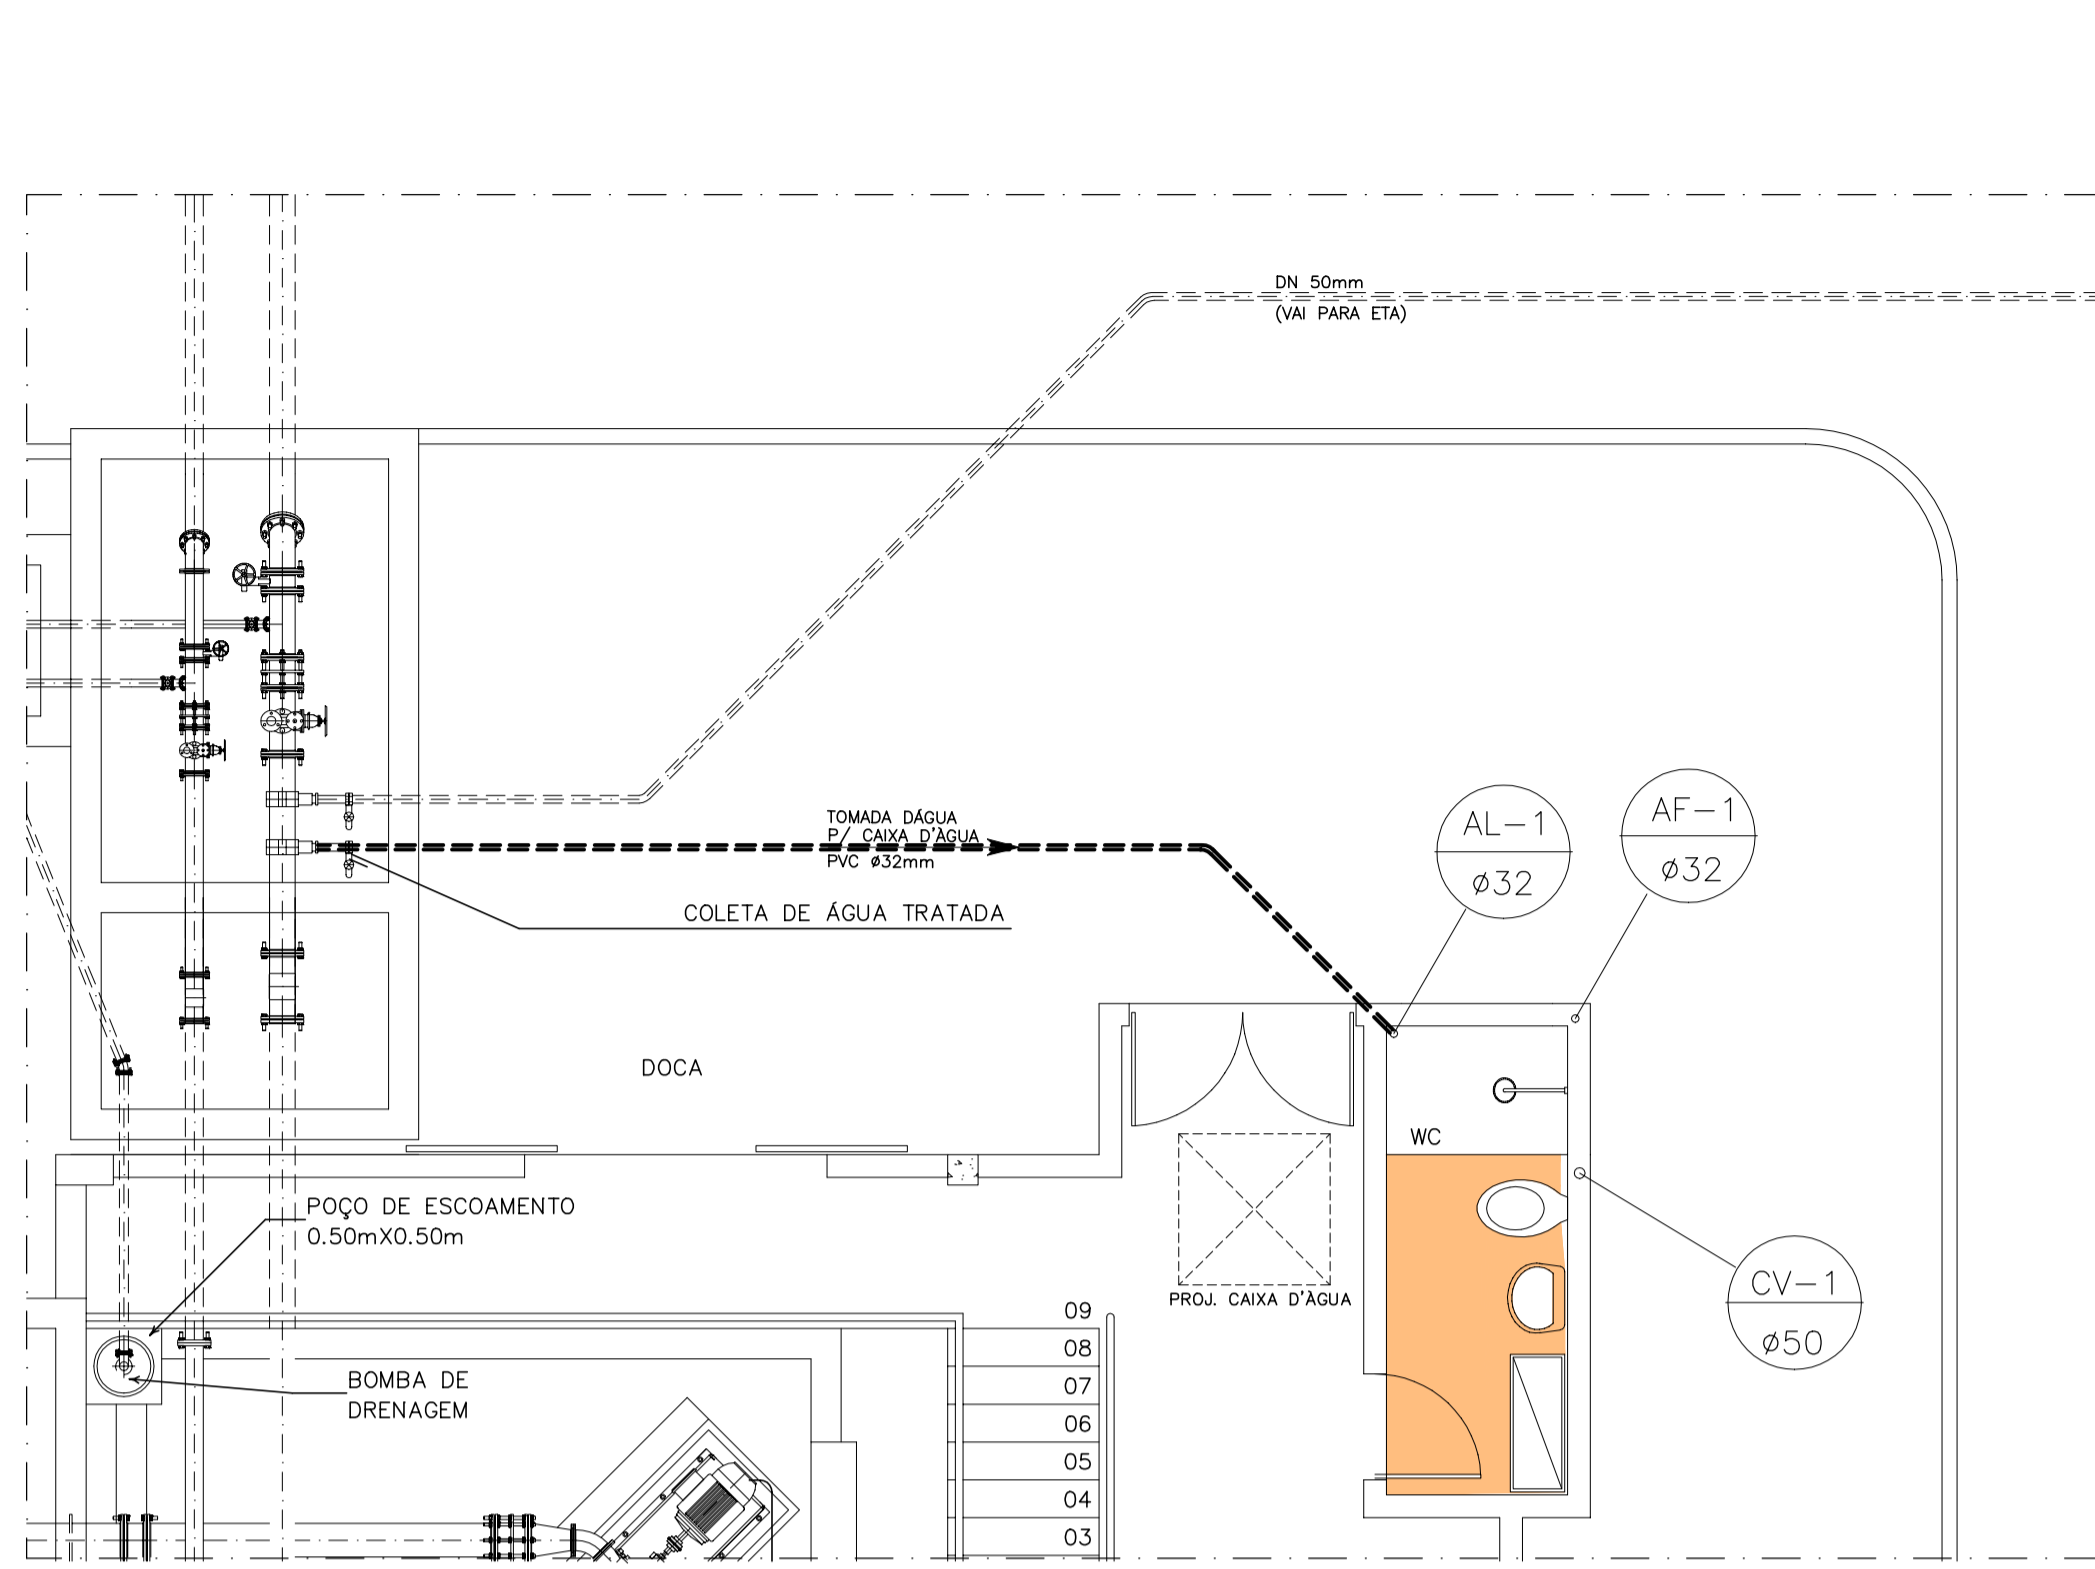 DN 50mm
(VAI PARA ETA)
TOMADA DÁGUA
P/ CAIXA D'ÀGUA
PVC ø32mm
COLETA DE ÁGUA TRATADA
AL-1
ø32
AF-1
ø32
DOCA
WC
POÇO DE ESCOAMENTO
0.50mX0.50m
PROJ. CAIXA D'ÀGUA
CV-1
ø50
BOMBA DE
DRENAGEM
09
08
07
06
05
04
03